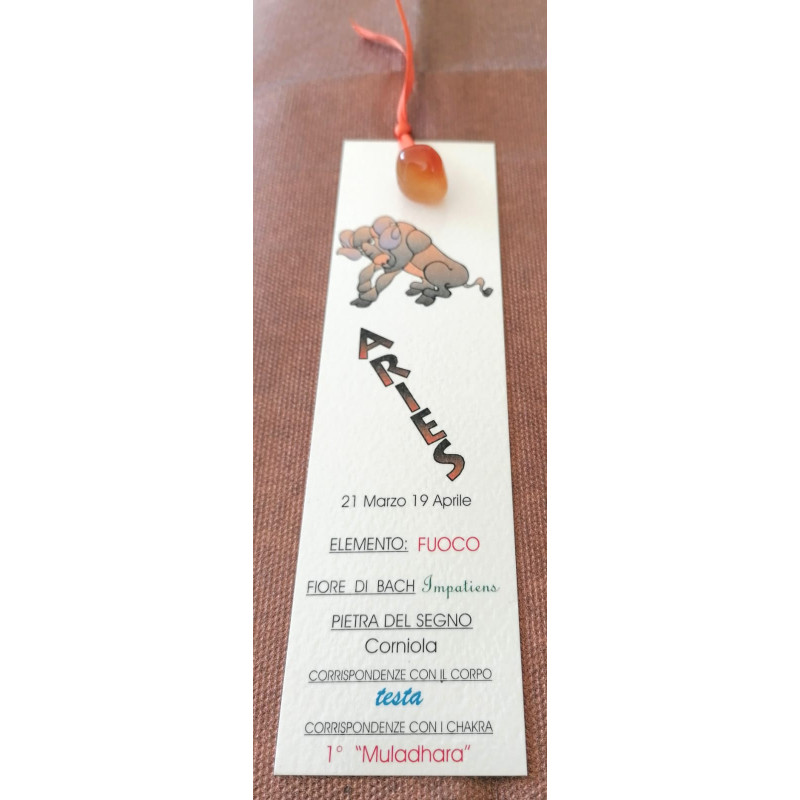 ARIES
21 Marzo 19 Aprile
ELEMENTO: FUOCO
FIORE DI BACH Impatiens
PIETRA DEL SEGNO
Corniola
CORRISPONDENZE CON IL CORPO
testa
CORRISPONDENZE CON I CHAKRA
1° “Muladhara”